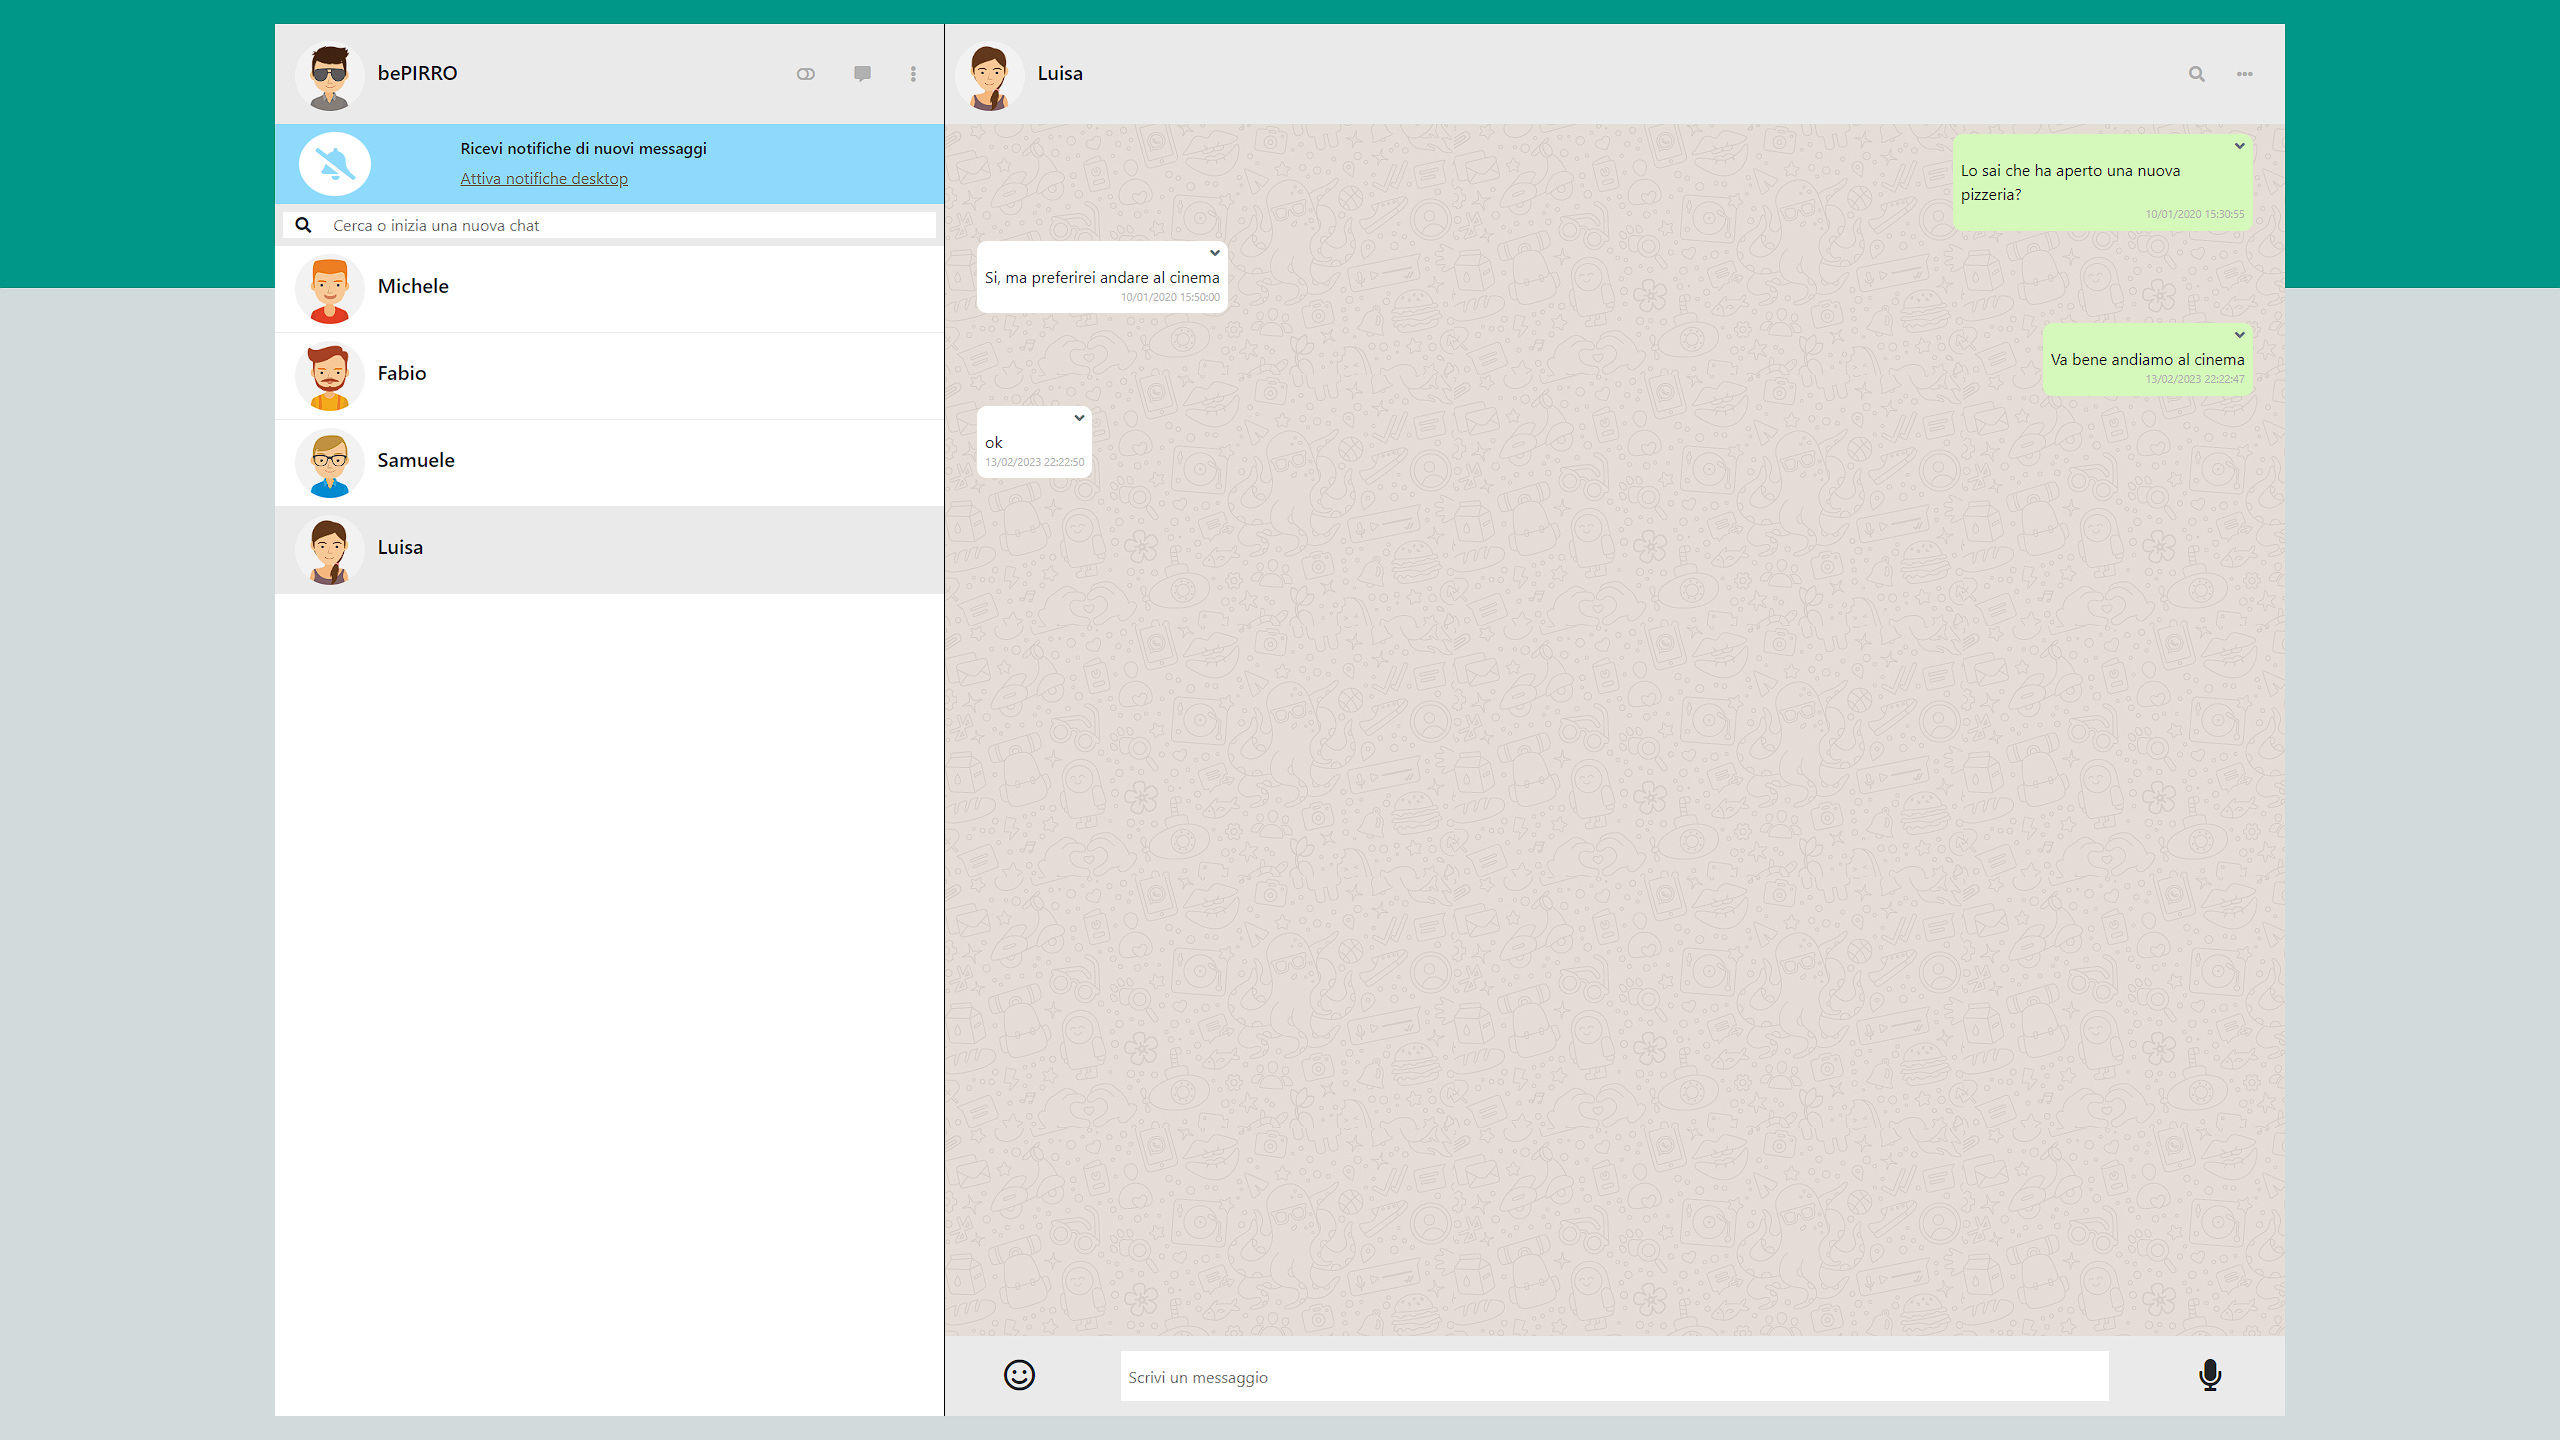 bePIRRO
Ricevi notifiche di nuovi messaggi
Attiva notifiche desktop
Cerca o inizia una nuova chat
Michele
Fabio
Samuele
Luisa
Luisa
Lo sai che ha aperto una nuova
pizzeria?
10/01/2020 15:30:55
Si, ma preferirei andare al cinema
10/01/2020 15:50:00
Va bene andiamo al cinema
13/02/2023 22:22:47
ok
13/02/2023 22:22:50
Scrivi un messaggio